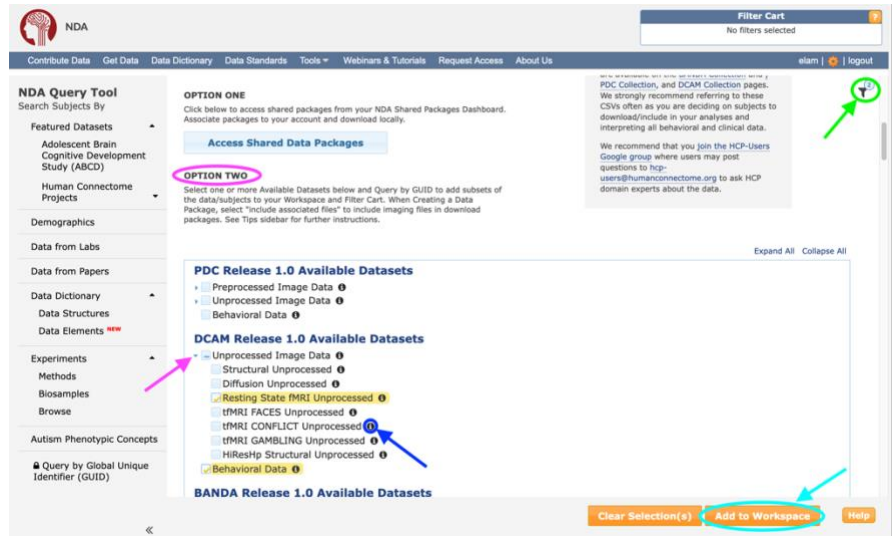 NDA
Filter Cart
?
No filters selected
Contribute Data Get Data Data Dictionary Data Standards Tools Webinars & Tutorials Request Access About Us
elam | | logout
NDA Query Tool
Search Subjects By
Featured Datasets
Adolescent Brain
Cognitive Development
Study (ABCD)
Human Connectome
Projects
Demographics
Data from Labs
Data from Papers
Data Dictionary
Data Structures
Data Elements NEW
Experiments
Methods
Biosamples
Browse
Autism Phenotypic Concepts
Query by Global Unique
Identifier (GUID)
«
OPTION ONE
Click below to access shared packages from your NDA Shared Packages Dashboard.
Associate packages to your account and download locally.
Access Shared Data Packages
OPTION TWO
Select one or more Available Datasets below and Query by GUID to add subsets of
the data/subjects to your Workspace and Filter Cart. When Creating a Data
Package, select "include associated files" to include imaging files in download
packages. See Tips sidebar for further instructions.
PDC Collection, and DCAM Collection pages.
We strongly recommend referring to these
CSVs often as you are deciding on subjects to
download/include in your analyses and
interpreting all behavioral and clinical data.
We recommend that you join the HCP-Users
Google group where users may post
questions to hcp-
users@humanconnectome.org to ask HCP
domain experts about the data.
Expand All Collapse All
PDC Release 1.0 Available Datasets
Preprocessed Image Data
Unprocessed Image Data
Behavioral Data
DCAM Release 1.0 Available Datasets
Unprocessed Image Data
Structural Unprocessed
Diffusion Unprocessed
Resting State fMRI Unprocessed
tfMRI FACES Unprocessed
tfMRI CONFLICT Unprocessed
tfMRI GAMBLING Unprocessed
HiResHp Structural Unprocessed
Behavioral Data
BANDA Release 1.0 Available Datasets
Clear Selection(s) Add to Workspace Help